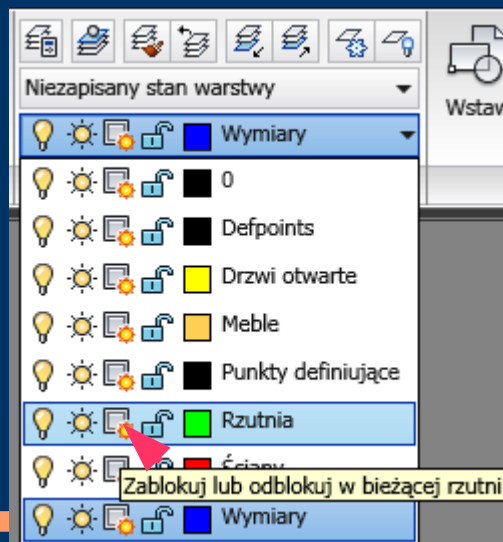 Niezapisany stan warstwy
Wstaw
Wymiary
0
Defpoints
Drzwi otwarte
Meble
Punkty definiujące
Rzutnia
Ściany
Zablokuj lub odblokuj w bieżącej rzutni
Wymiary